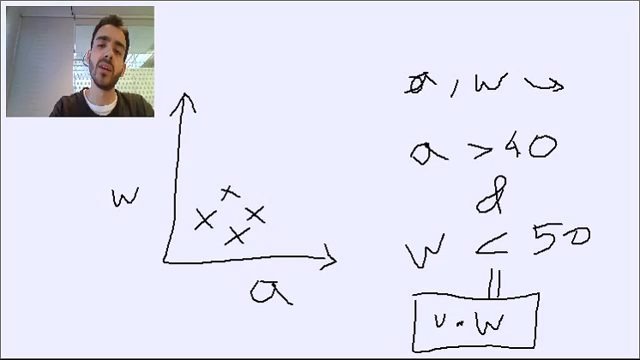 a, w →
a > 40
&
w < 50
v. w
w
a